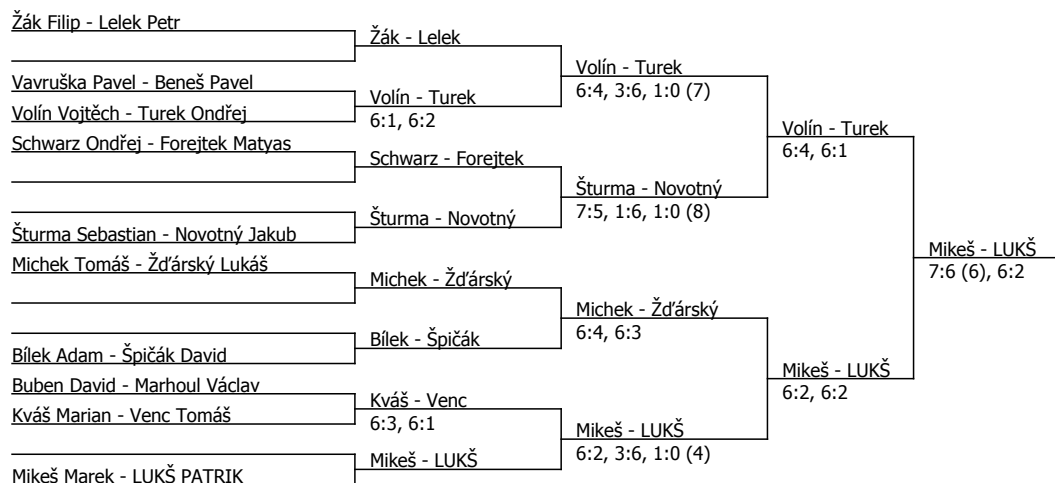 Žák Filip - Lelek Petr
Vavruška Pavel - Beneš Pavel
Volín Vojtěch - Turek Ondřej
Schwarz Ondřej - Forejtek Matyas
Šturma Sebastian - Novotný Jakub
Michek Tomáš - Žďárský Lukáš
Bílek Adam - Špičák David
Buben David - Marhoul Václav
Kváš Marian - Venc Tomáš
Mikeš Marek - LUKŠ PATRIK
Žák - Lelek
Volín - Turek
6:1, 6:2
Schwarz - Forejtek
Šturma - Novotný
Michek - Žďárský
Bílek - Špičák
Kváš - Venc
6:3, 6:1
Mikeš - LUKŠ
Volín - Turek
6:4, 3:6, 1:0 (7)
Šturma - Novotný
7:5, 1:6, 1:0 (8)
Michek - Žďárský
6:4, 6:3
Mikeš - LUKŠ
6:2, 3:6, 1:0 (4)
Volín - Turek
6:4, 6:1
Mikeš - LUKŠ
6:2, 6:2
Mikeš - LUKŠ
7:6 (6), 6:2